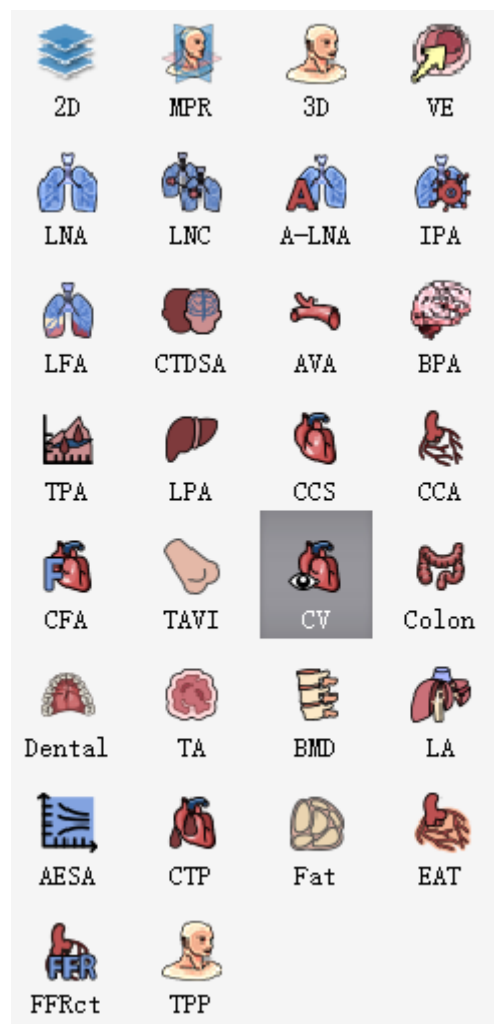 2D MPR 3D VE
LNA LNC A-LNA IPA
A
LFA CTDSA AVA BPA
TPA LPA CCS CCA
F
CFA TAVI CV Colon
Dental TA BMD LA
AESA CTP Fat EAT
FFR
FFRct TPP